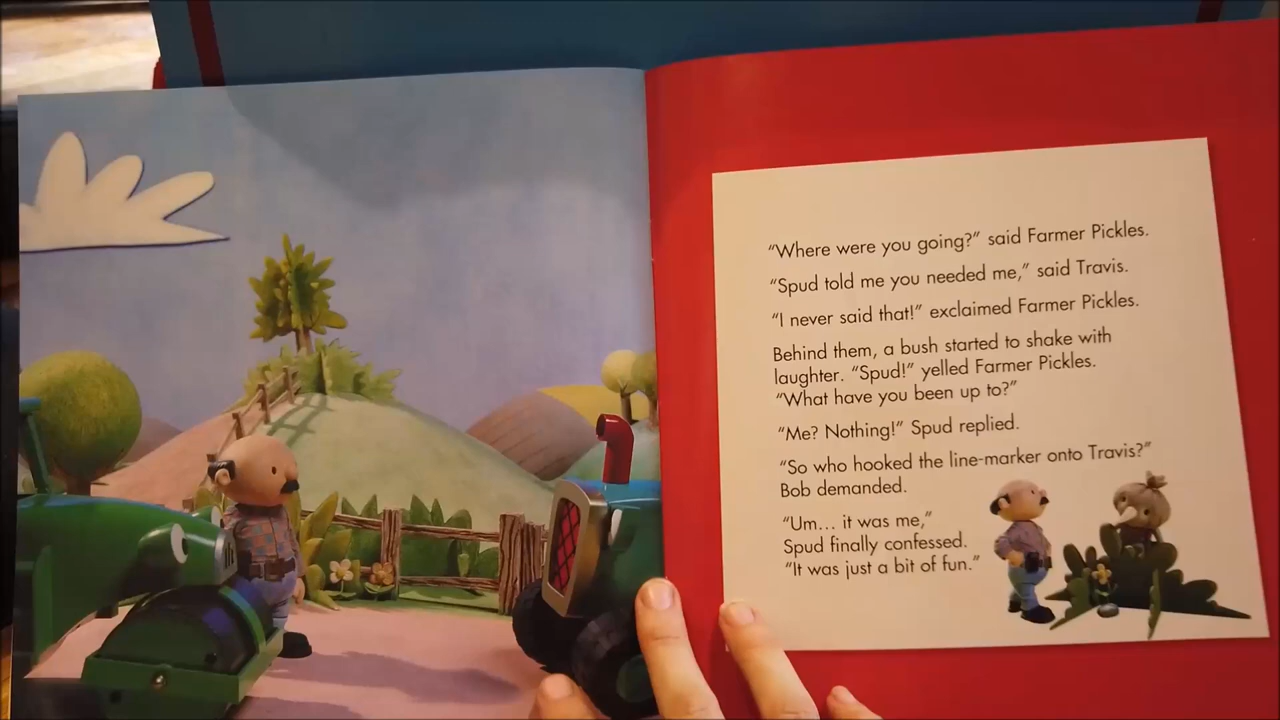 “Where were you going?” said Farmer Pickles.
“Spud told me you needed me,” said Travis.
“I never said that!” exclaimed Farmer Pickles.
Behind them, a bush started to shake with
laughter. “Spud!” yelled Farmer Pickles.
“What have you been up to?”
“Me? Nothing!” Spud replied.
“So who hooked the line-marker onto Travis?”
Bob demanded.
“Um... it was me,”
Spud finally confessed.
“It was just a bit of fun.”